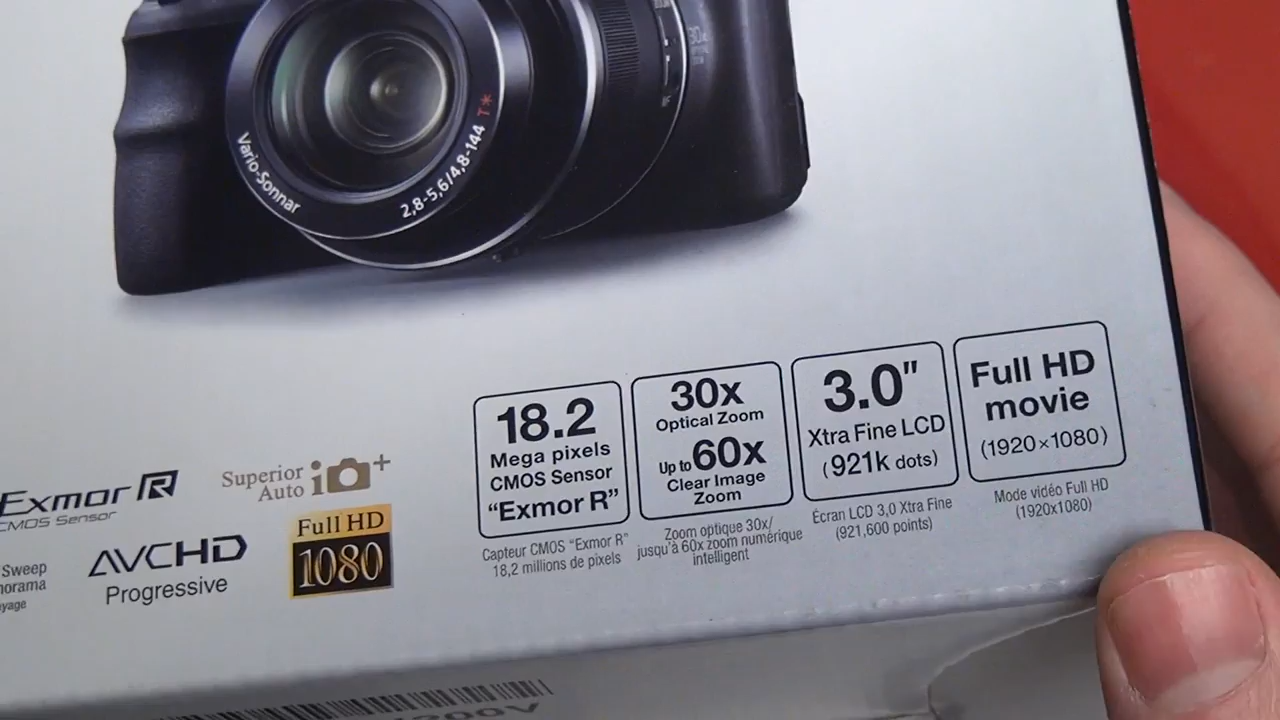 30x
Vario-Sonnar
2,8-5,6/4,8-144 T*
18.2
Mega pixels
CMOS Sensor
“Exmor R”
Capteur CMOS “Exmor R”
18,2 millions de pixels
30x
Optical Zoom
Up to 60x
Clear Image
Zoom
Zoom optique 30x/
jusqu'à 60x zoom numérique
intelligent
3.0"
Xtra Fine LCD
(921k dots)
Écran LCD 3,0 Xtra Fine
(921,600 points)
Full HD
movie
(1920×1080)
Mode vidéo Full HD
(1920x1080)
Exmor R
CMOS Sensor
Superior
Auto i +
Sweep
AVCHD
Progressive
Full HD
1080